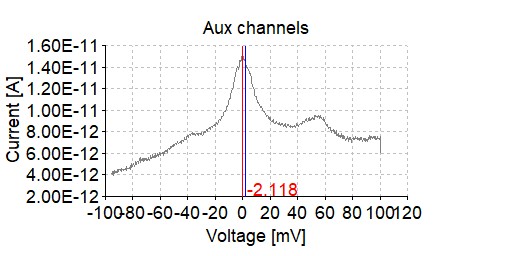 Aux channels
1.60E-11
1.40E-11
1.20E-11
1.00E-11
8.00E-12
6.00E-12
4.00E-12
2.00E-12
Current [A]
-2.118
-100 -80 -60 -40 -20 0 20 40 60 80 100 120
Voltage [mV]